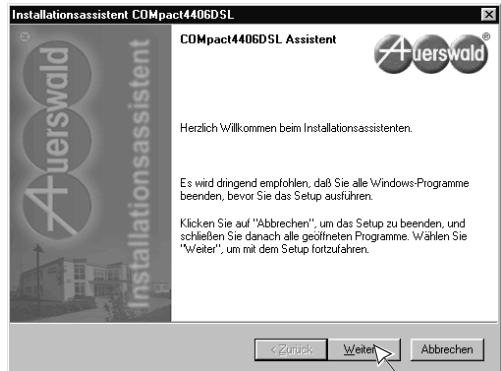 Installationsassistent COMpact4406DSL
COMpact4406DSL Assistent
Auerswald
Auerswald
Installationsassistent
Herzlich Willkommen beim Installationsassistenten.
Es wird dringend empfohlen, daß Sie alle Windows-Programme
beenden, bevor Sie das Setup ausführen.
Klicken Sie auf "Abbrechen", um das Setup zu beenden, und
schließen Sie danach alle geöffneten Programme. Wählen Sie
"Weiter", um mit dem Setup fortzufahren.
< Zurück
Weiter
Abbrechen